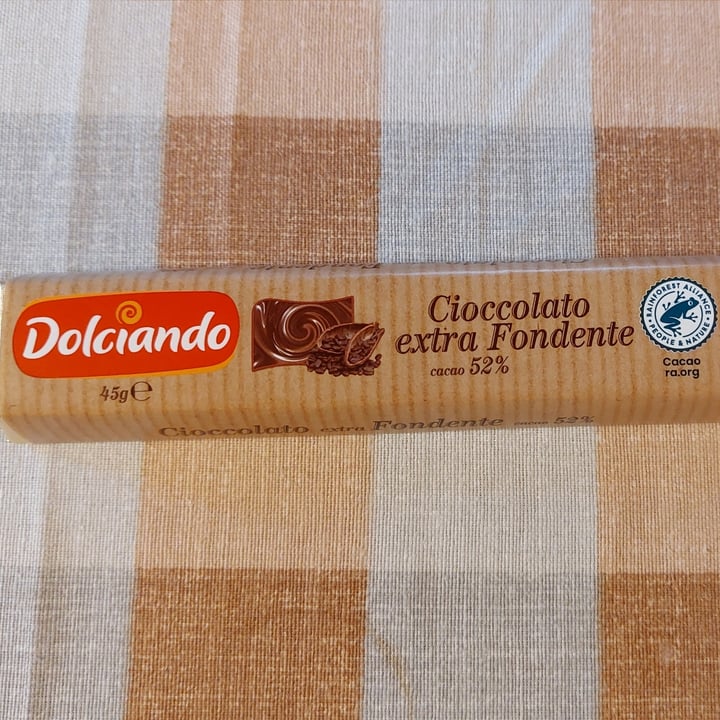 Dolciando
45g℮
Cioccolato
extra Fondente
cacao 52%
RAINFOREST ALLIANCE
PEOPLE & NATURE
Cacao
ra.org
Cioccolato extra Fondente cacao 52%